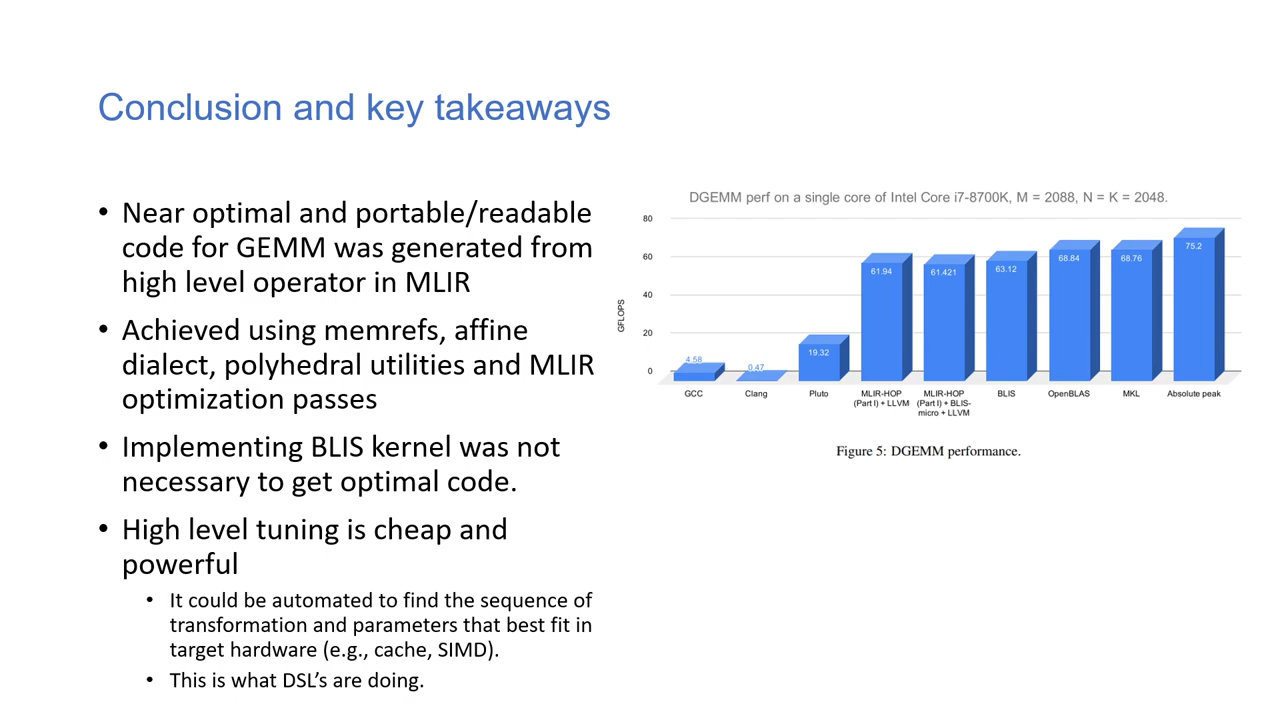 Conclusion and key takeaways
• Near optimal and portable/readable
code for GEMM was generated from
high level operator in MLIR
• Achieved using memrefs, affine
dialect, polyhedral utilities and MLIR
optimization passes
• Implementing BLIS kernel was not
necessary to get optimal code.
• High level tuning is cheap and
powerful
• It could be automated to find the sequence of
transformation and parameters that best fit in
target hardware (e.g., cache, SIMD).
• This is what DSL’s are doing.
DGEMM perf on a single core of Intel Core i7-8700K, M = 2088, N = K = 2048.
GFLOPS
80
60
40
20
0
4.58
0.47
19.32
61.94
61.421
63.12
68.84
68.76
75.2
GCC
Clang
Pluto
MLIR-HOP
(Part I) + LLVM
MLIR-HOP
(Part I) + BLIS-
micro + LLVM
BLIS
OpenBLAS
MKL
Absolute peak
Figure 5: DGEMM performance.